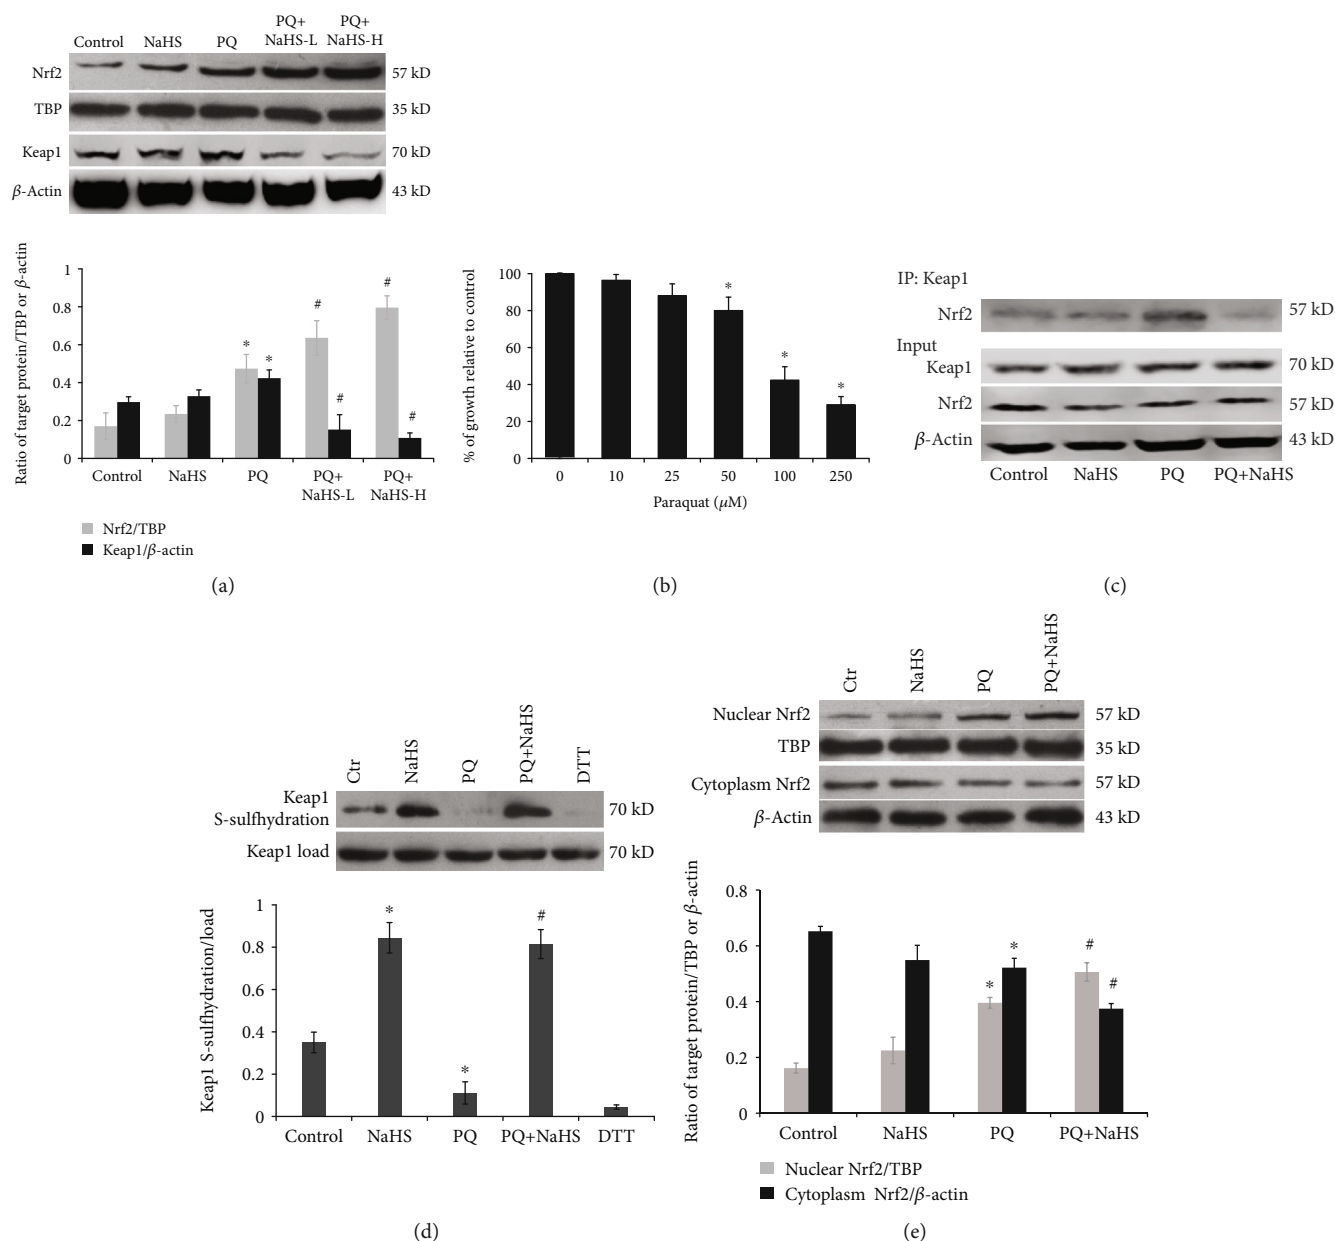 Control NaHS PQ PQ+ NaHS-L PQ+ NaHS-H
Nrf2 57 kD
TBP 35 kD
Keap1 70 kD
β-Actin 43 kD
Ratio of target protein/TBP or β-actin
1
0.8
0.6
0.4
0.2
0
* * # # # #
Control NaHS PQ PQ+ NaHS-L PQ+ NaHS-H
Nrf2/TBP
Keap1/β-actin
(a)
% of growth relative to control
100
80
60
40
20
0
* * *
0 10 25 50 100 250
Paraquat (μM)
(b)
IP: Keap1
Nrf2 57 kD
Input
Keap1 70 kD
Nrf2 57 kD
β-Actin 43 kD
Control NaHS PQ PQ+NaHS
(c)
Ctr NaHS PQ PQ+NaHS DTT
Keap1
S-sulfhydration 70 kD
Keap1 load 70 kD
Keap1 S-sulfhydration/load
1
0.8
0.6
0.4
0.2
0
* * #
Control NaHS PQ PQ+NaHS DTT
(d)
Ctr NaHS PQ PQ+NaHS
Nuclear Nrf2 57 kD
TBP 35 kD
Cytoplasm Nrf2 57 kD
β-Actin 43 kD
Ratio of target protein/TBP or β-actin
0.8
0.6
0.4
0.2
0
* * # #
Control NaHS PQ PQ+NaHS
Nuclear Nrf2/TBP
Cytoplasm Nrf2/β-actin
(e)